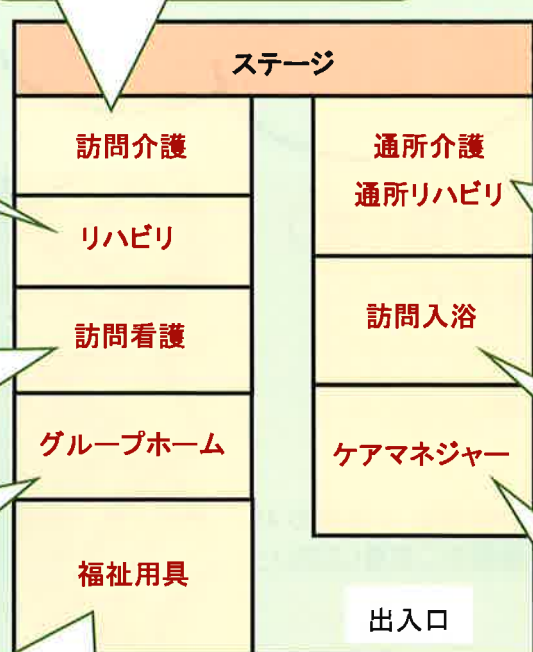 ステージ
訪問介護
リハビリ
訪問看護
グループホーム
福祉用具
通所介護
通所リハビリ
訪問入浴
ケアマネジャー
出入口